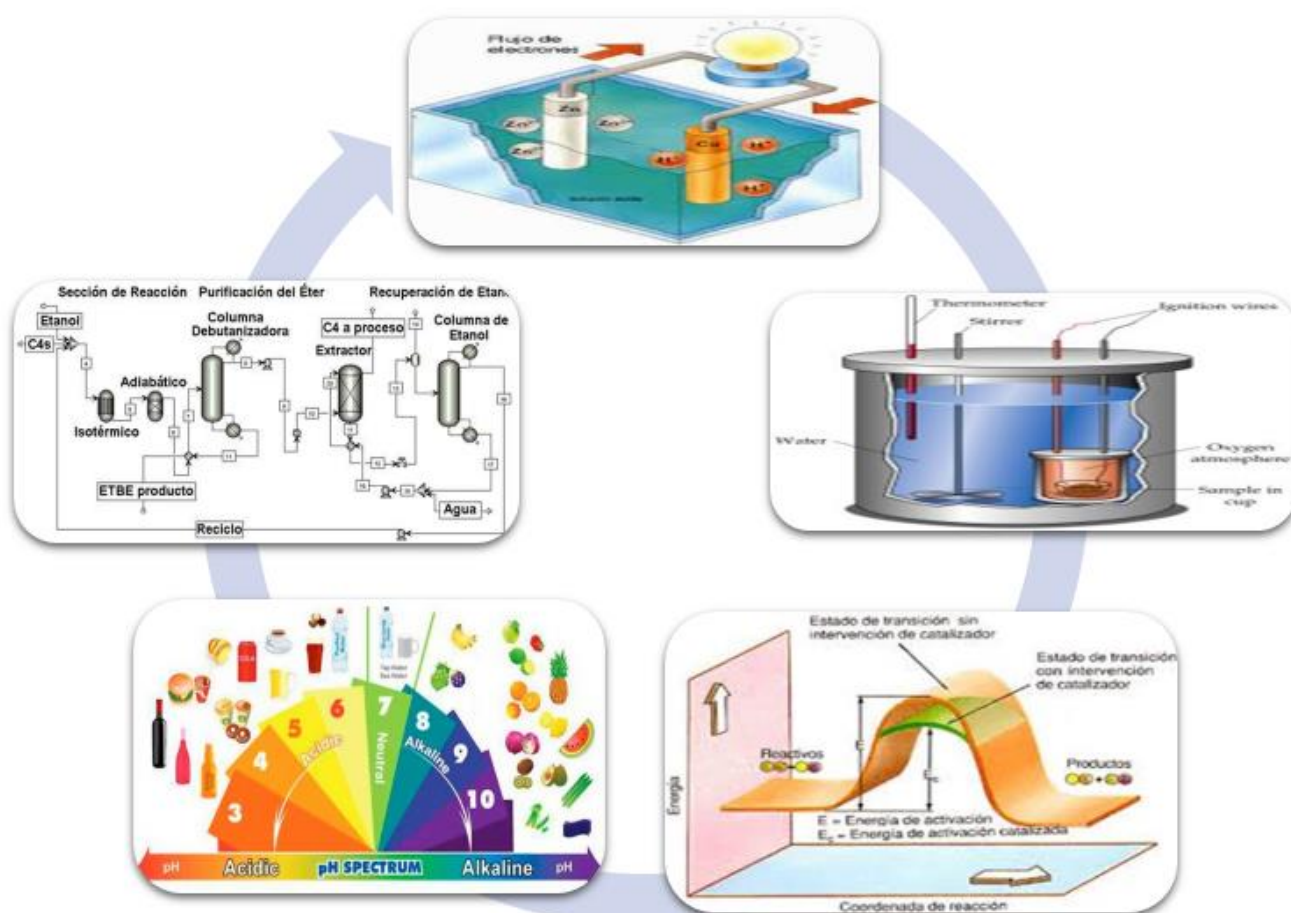 Flujo de
electrones
Zn
Cu
Zn²⁺
Zn²⁺
Zn²⁺
H⁺
H⁺
H⁺
Thermometer
Stirrer
Ignition wires
Water
Oxygen
atmosphere
Sample in
cup
Estado de transición sin
intervención de catalizador
Estado de transición
con intervención
de catalizador
Energía
Reactivos
Productos
E
E = Energía de activación
E꜀ = Energía de activación catalizada
Coordenada de reacción
3
4
5
6
7
8
9
10
Acidic
Neutral
Alkaline
pH
Acidic
pH SPECTRUM
Alkaline
pH
Sección de Reacción
Purificación del Éter
Recuperación de Etan
Etanol
C4s
Columna
Debutanizadora
C4 a proceso
Columna de
Etanol
Extractor
Adiabático
Isotérmico
ETBE producto
Agua
Reciclo